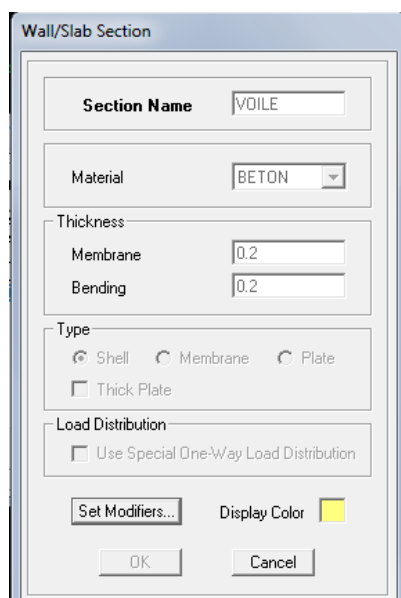 Wall/Slab Section
Section Name VOILE
Material BETON
Thickness
Membrane 0.2
Bending 0.2
Type
Shell Membrane Plate
Thick Plate
Load Distribution
Use Special One-Way Load Distribution
Set Modifiers... Display Color
OK Cancel